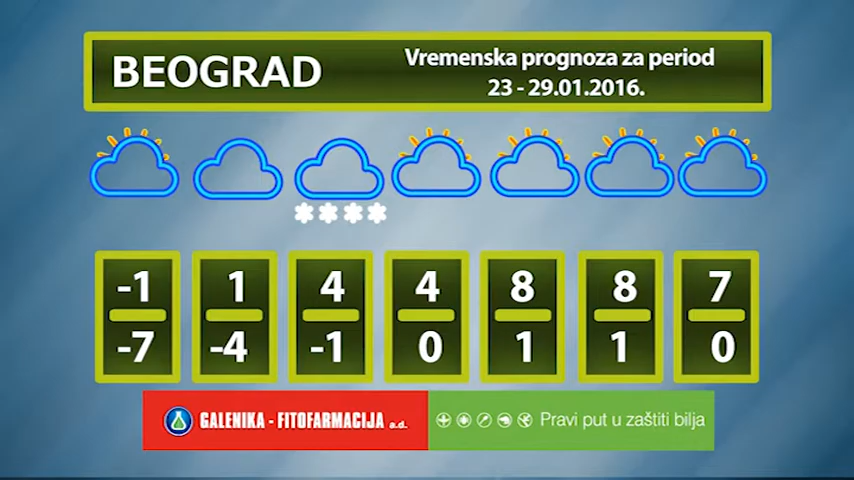 BEOGRAD
Vremenska prognoza za period
23 - 29.01.2016.
-1 1 4 4 8 8 7
-7 -4 -1 0 1 1 0
GALENIKA - FITOFARMACIJA a.d.
Pravi put u zaštiti bilja